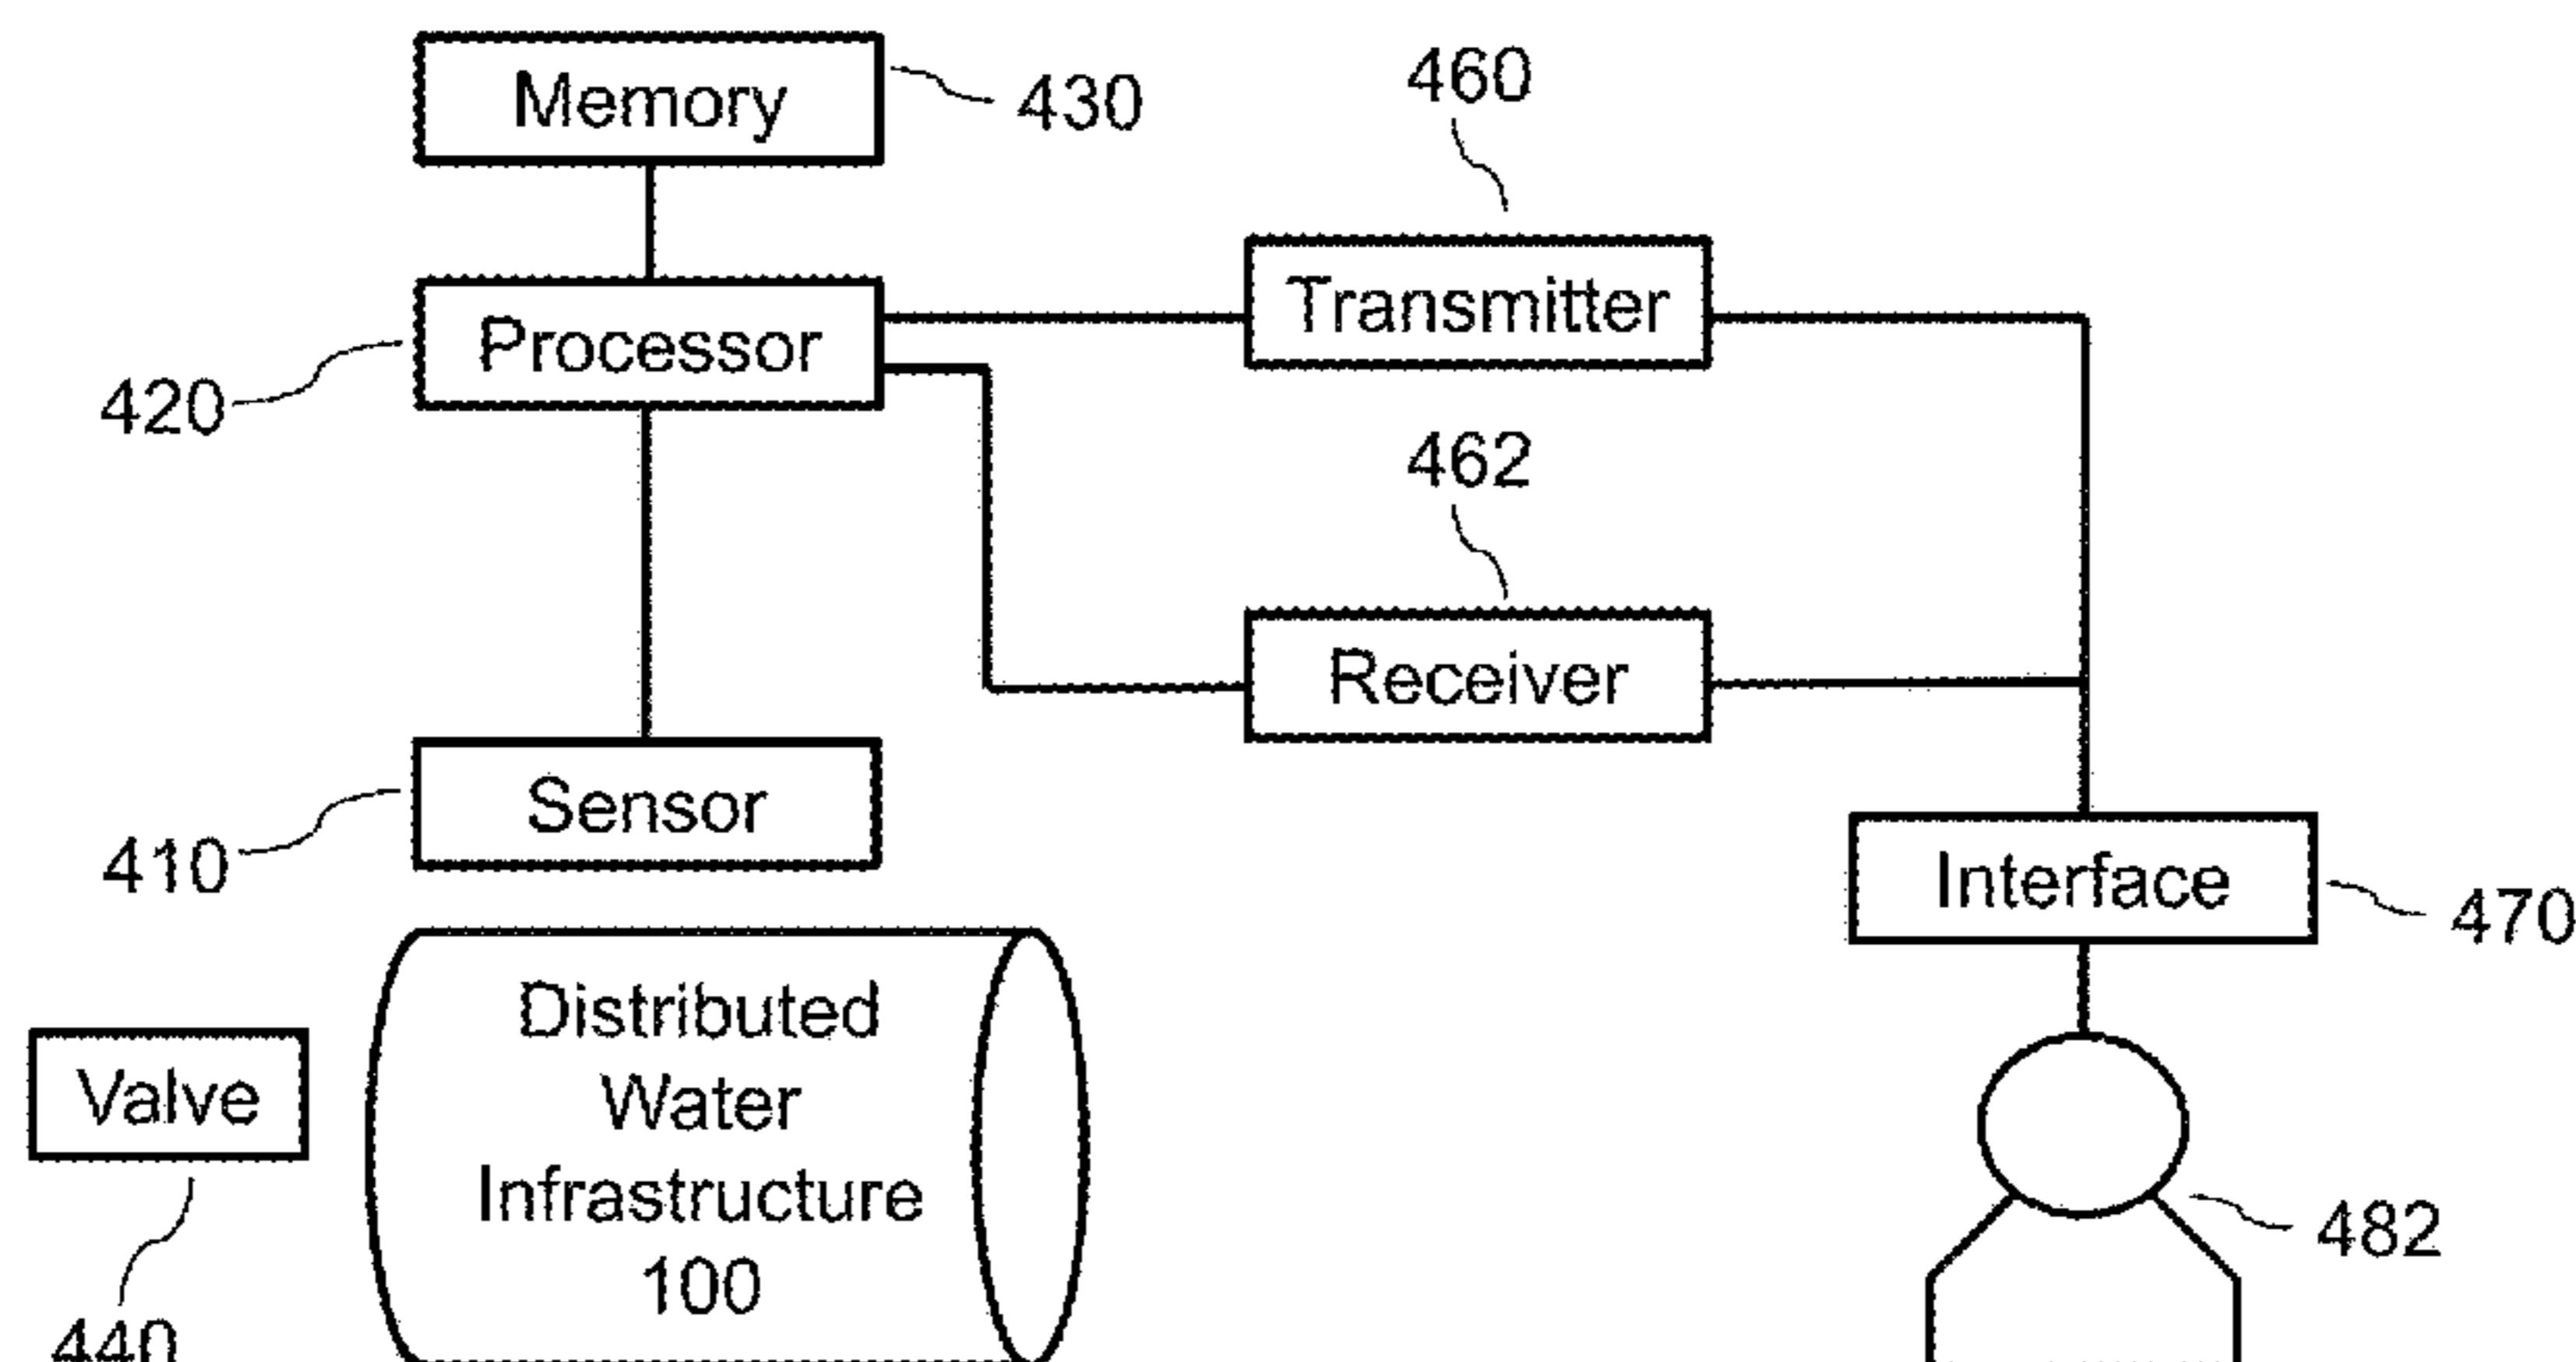 Memory
430
460
Processor
Transmitter
420
462
Receiver
Sensor
410
Interface
470
Distributed
Water
Infrastructure
100
Valve
440
482